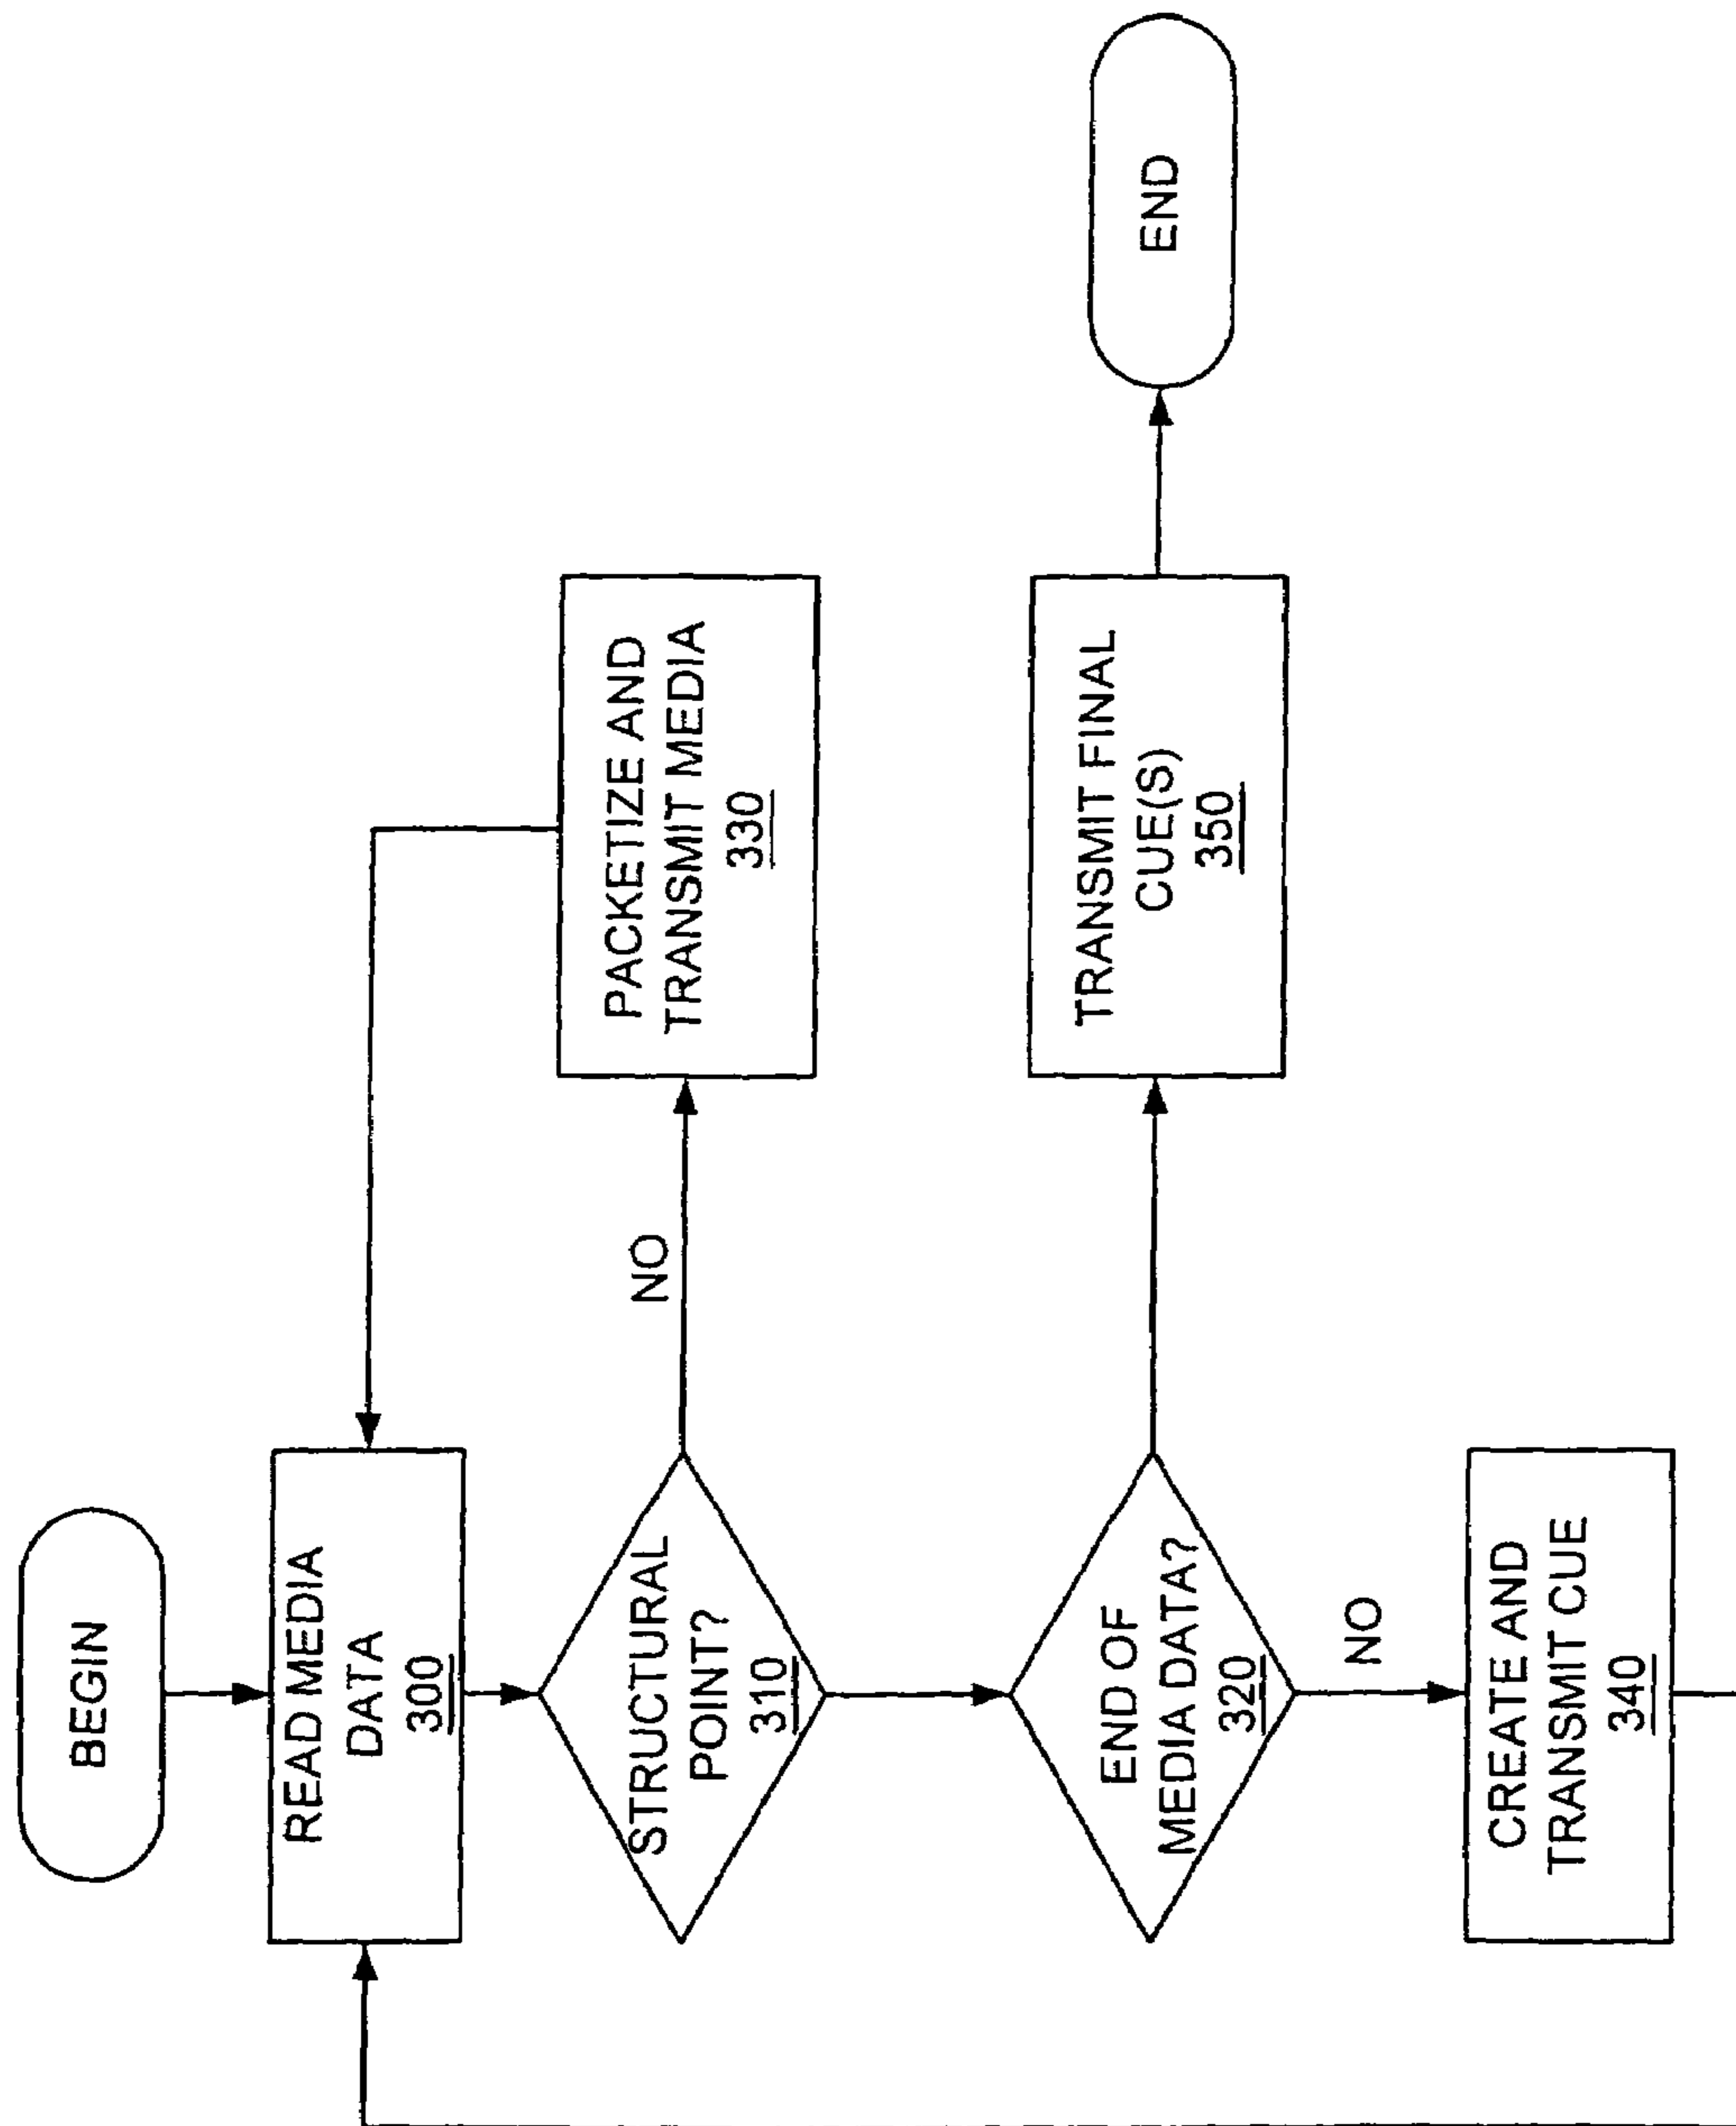 BEGIN
READ MEDIA
DATA
300
STRUCTURAL
POINT?
310
NO
PACKETIZE AND
TRANSMIT MEDIA
330
END OF
MEDIA DATA?
320
TRANSMIT FINAL
CUE(S)
350
END
NO
CREATE AND
TRANSMIT CUE
340